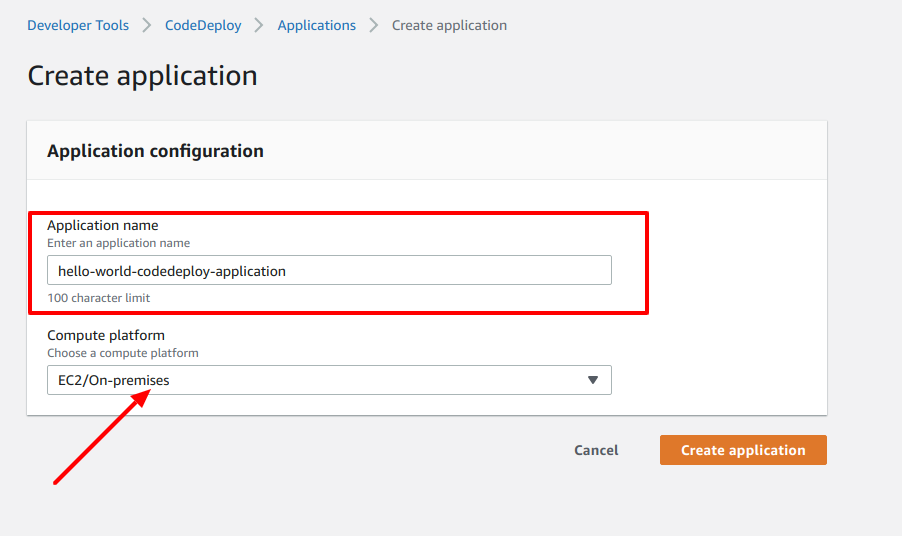 Developer Tools > CodeDeploy > Applications > Create application
Create application
Application configuration
Application name
Enter an application name
hello-world-codedeploy-application
100 character limit
Compute platform
Choose a compute platform
EC2/On-premises
Cancel Create application